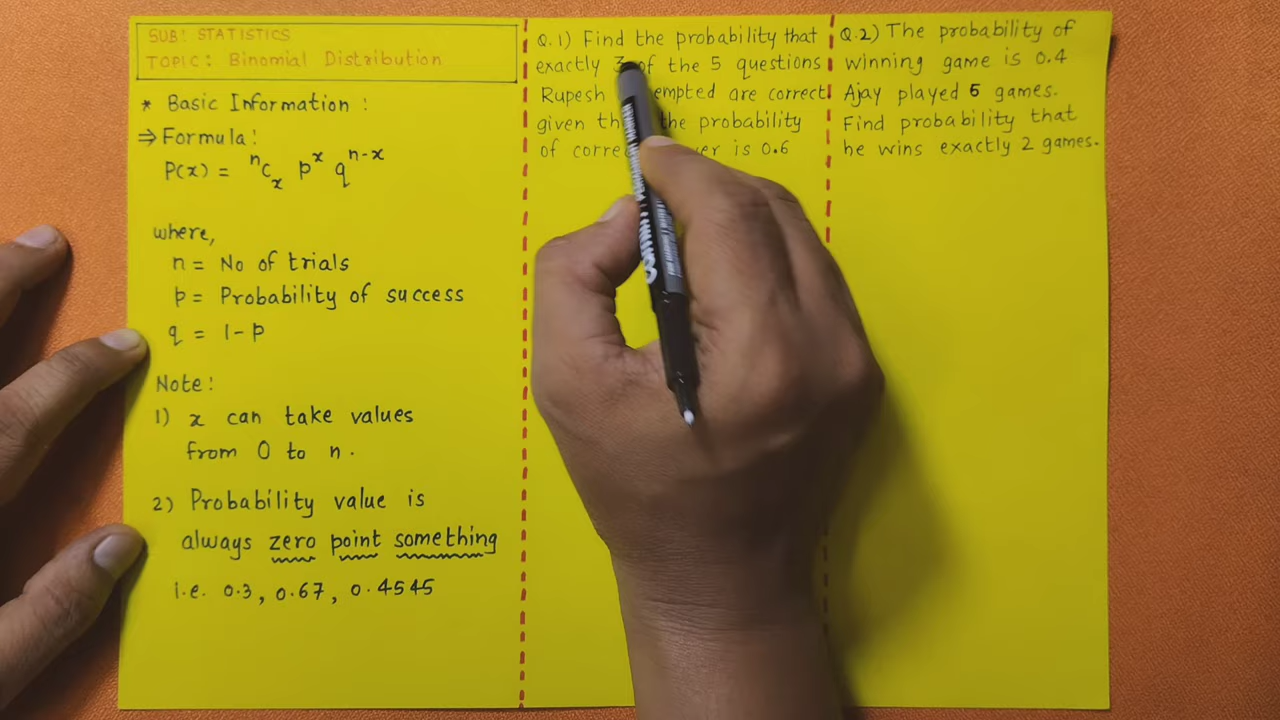 SUB: STATISTICS
TOPIC: Binomial Distribution
* Basic Information :
⇒ Formula:
P(x) = ⁿCₓ pˣ qⁿ⁻ˣ
where,
n = No of trials
p = Probability of success
q = 1-p
Note:
1) x can take values
from 0 to n.
2) Probability value is
always zero point something
i.e. 0.3, 0.67, 0.4545
Q.1) Find the probability that
exactly 3 of the 5 questions
Rupesh empted are correct
given th the probability
of corre er is 0.6
Q.2) The probability of
winning game is 0.4
Ajay played 5 games.
Find probability that
he wins exactly 2 games.